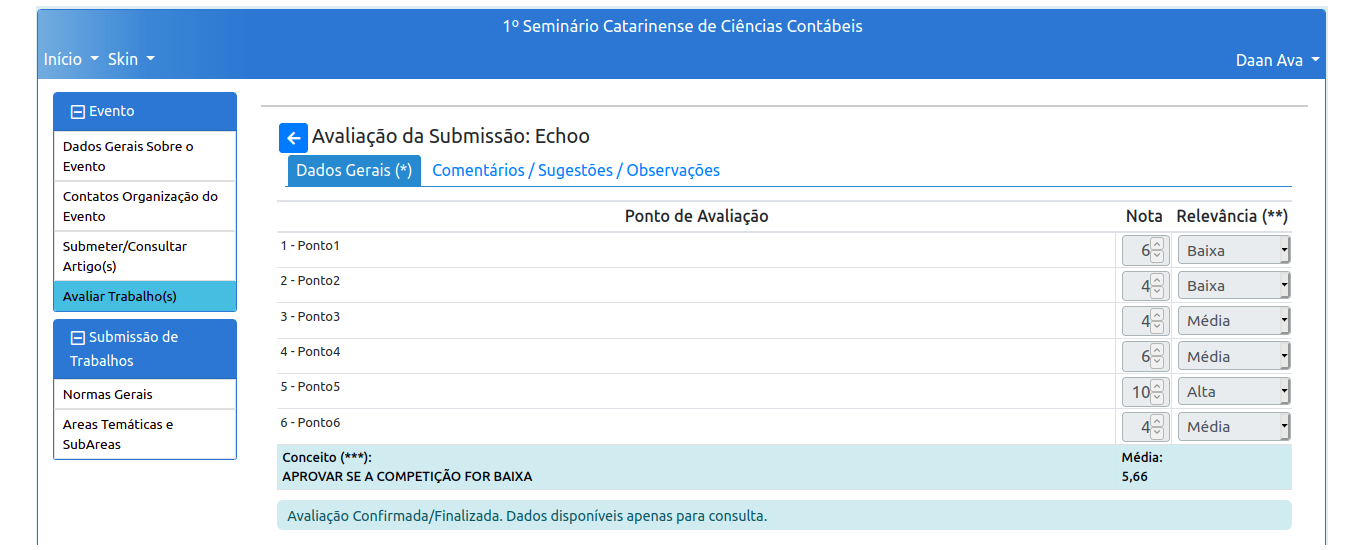 1º Seminário Catarinense de Ciências Contábeis
Início Skin Daan Ava
Evento
Dados Gerais Sobre o
Evento
Contatos Organização do
Evento
Submeter/Consultar
Artigo(s)
Avaliar Trabalho(s)
Submissão de
Trabalhos
Normas Gerais
Areas Temáticas e
SubAreas
Avaliação da Submissão: Echoo
Dados Gerais (*) Comentários / Sugestões / Observações
Ponto de Avaliação Nota Relevância (**)
1 - Ponto1 6 Baixa
2 - Ponto2 4 Baixa
3 - Ponto3 4 Média
4 - Ponto4 6 Média
5 - Ponto5 10 Alta
6 - Ponto6 4 Média
Conceito (***): Média:
APROVAR SE A COMPETIÇÃO FOR BAIXA 5,66
Avaliação Confirmada/Finalizada. Dados disponíveis apenas para consulta.